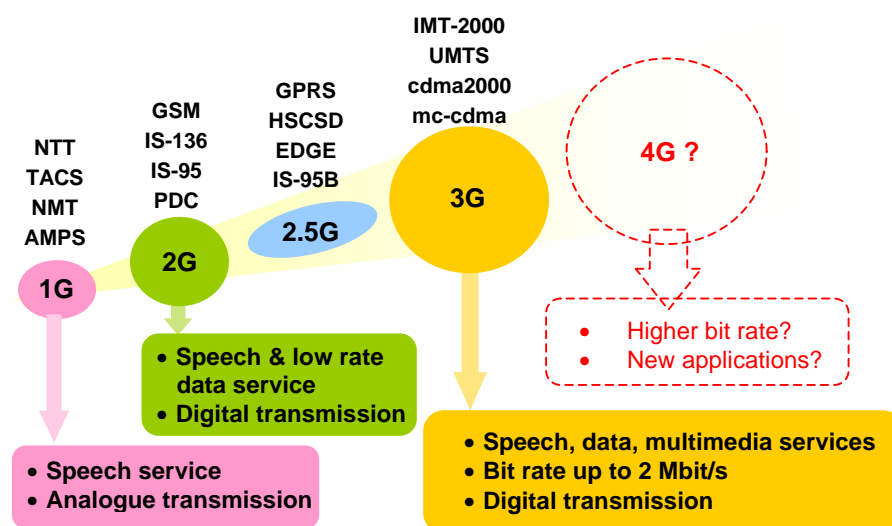 NTT
TACS
NMT
AMPS
1G
• Speech service
• Analogue transmission
GSM
IS-136
IS-95
PDC
2G
• Speech & low rate
data service
• Digital transmission
GPRS
HSCSD
EDGE
IS-95B
2.5G
IMT-2000
UMTS
cdma2000
mc-cdma
3G
• Speech, data, multimedia services
• Bit rate up to 2 Mbit/s
• Digital transmission
4G ?
• Higher bit rate?
• New applications?